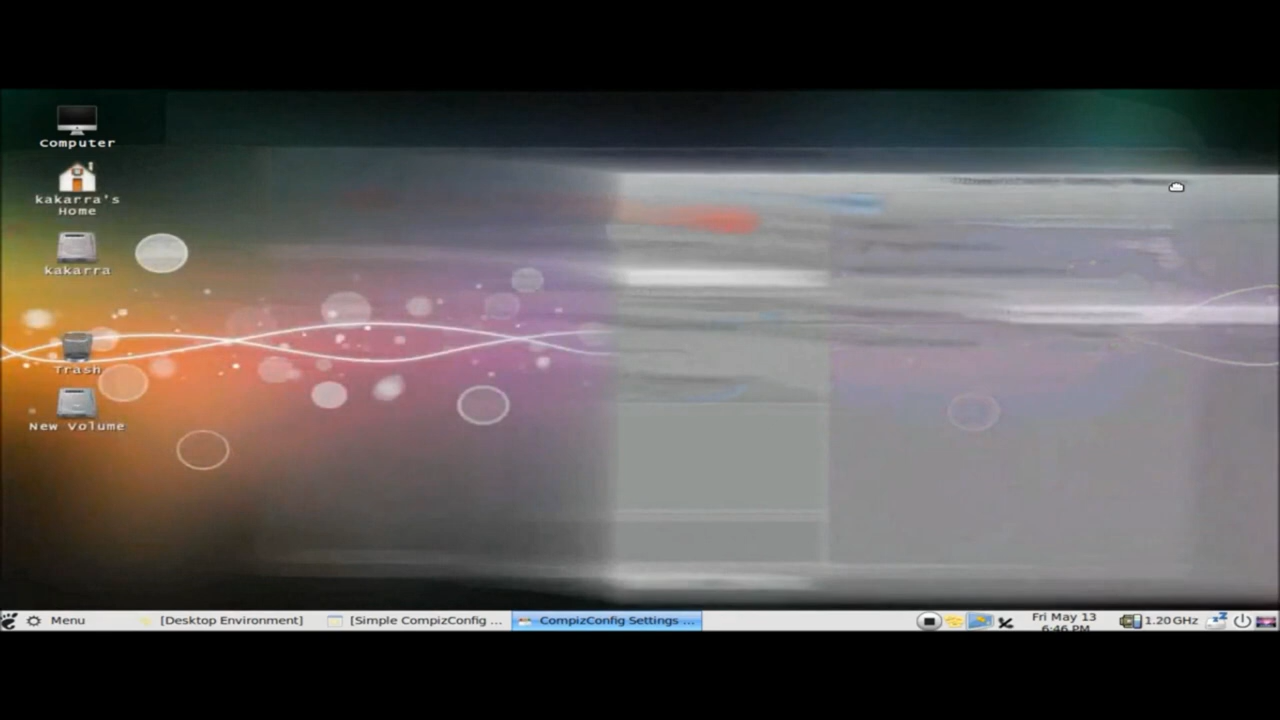 Computer
kakarra's
Home
kakarra
Trash
New Volume
Menu
[Desktop Environment]
[Simple CompizConfig ...
CompizConfig Settings ...
Fri May 13
6:46 PM
1.20 GHz